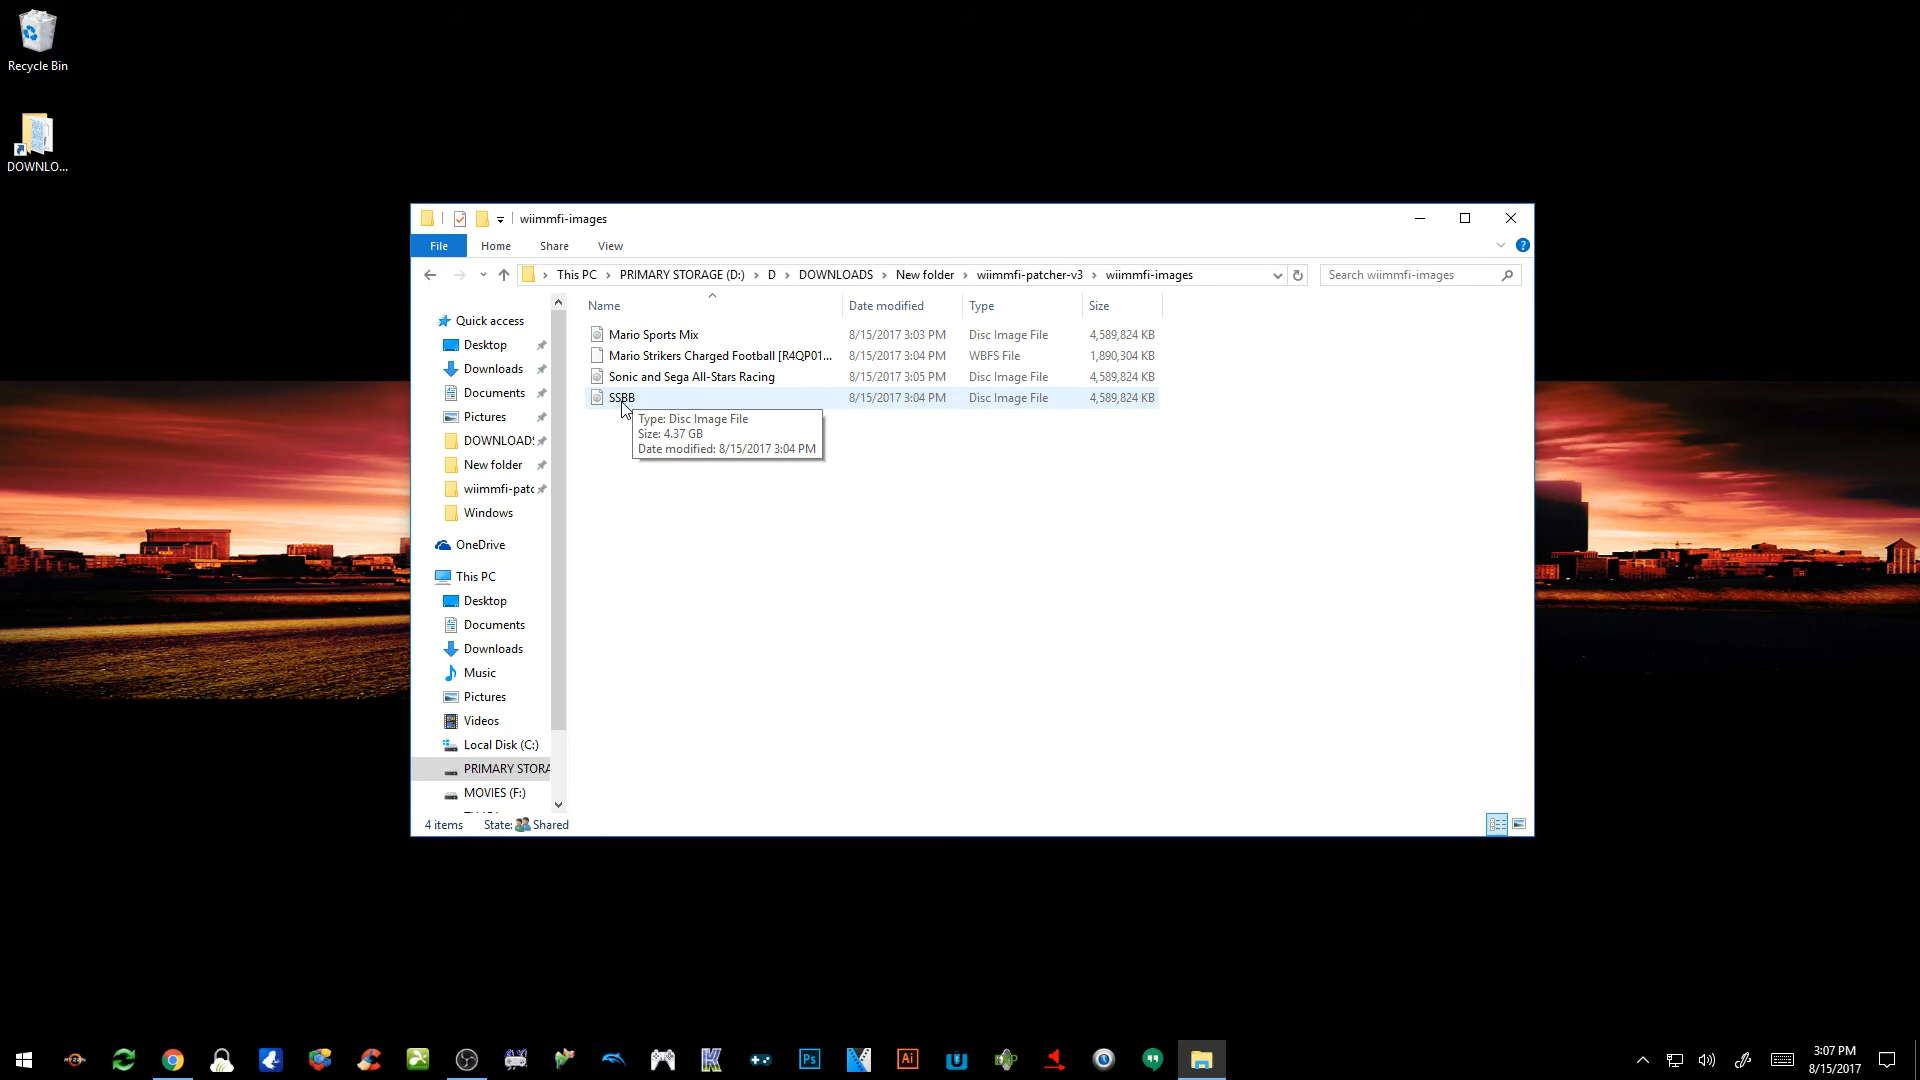 Recycle Bin
DOWNLO...
wiimmfi-images
File Home Share View
This PC PRIMARY STORAGE (D:) D DOWNLOADS New folder wiimmfi-patcher-v3 wiimmfi-images
Search wiimmfi-images
Name Date modified Type Size
Mario Sports Mix 8/15/2017 3:03 PM Disc Image File 4,589,824 KB
Mario Strikers Charged Football [R4QP01... 8/15/2017 3:04 PM WBFS File 1,890,304 KB
Sonic and Sega All-Stars Racing 8/15/2017 3:05 PM Disc Image File 4,589,824 KB
SSBB 8/15/2017 3:04 PM Disc Image File 4,589,824 KB
Type: Disc Image File
Size: 4.37 GB
Date modified: 8/15/2017 3:04 PM
Quick access
Desktop
Downloads
Documents
Pictures
DOWNLOADS
New folder
wiimmfi-patc
Windows
OneDrive
This PC
Desktop
Documents
Downloads
Music
Pictures
Videos
Local Disk (C:)
PRIMARY STORA
MOVIES (F:)
4 items State: Shared
RYZEN
Ps
Ai
3:07 PM
8/15/2017